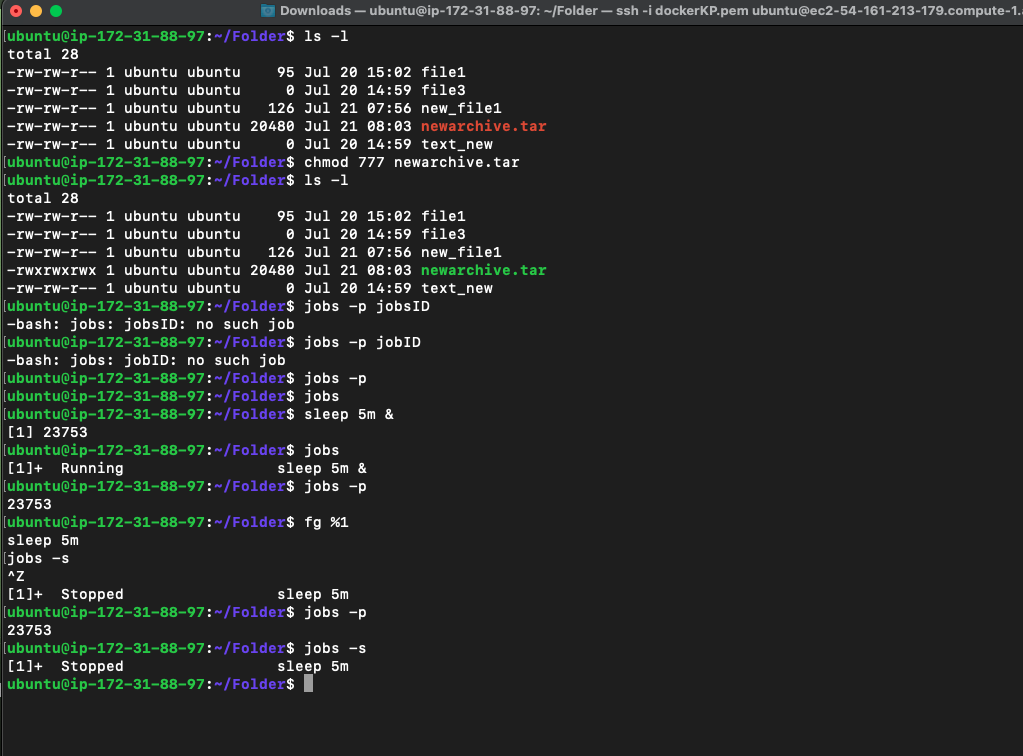 Downloads — ubuntu@ip-172-31-88-97: ~/Folder — ssh -i dockerKP.pem ubuntu@ec2-54-161-213-179.compute-1.
[ubuntu@ip-172-31-88-97:~/Folder$ ls -l
total 28
-rw-rw-r-- 1 ubuntu ubuntu    95 Jul 20 15:02 file1
-rw-rw-r-- 1 ubuntu ubuntu     0 Jul 20 14:59 file3
-rw-rw-r-- 1 ubuntu ubuntu   126 Jul 21 07:56 new_file1
-rw-rw-r-- 1 ubuntu ubuntu 20480 Jul 21 08:03 newarchive.tar
-rw-rw-r-- 1 ubuntu ubuntu     0 Jul 20 14:59 text_new
[ubuntu@ip-172-31-88-97:~/Folder$ chmod 777 newarchive.tar
[ubuntu@ip-172-31-88-97:~/Folder$ ls -l
total 28
-rw-rw-r-- 1 ubuntu ubuntu    95 Jul 20 15:02 file1
-rw-rw-r-- 1 ubuntu ubuntu     0 Jul 20 14:59 file3
-rw-rw-r-- 1 ubuntu ubuntu   126 Jul 21 07:56 new_file1
-rwxrwxrwx 1 ubuntu ubuntu 20480 Jul 21 08:03 newarchive.tar
-rw-rw-r-- 1 ubuntu ubuntu     0 Jul 20 14:59 text_new
[ubuntu@ip-172-31-88-97:~/Folder$ jobs -p jobsID
-bash: jobs: jobsID: no such job
[ubuntu@ip-172-31-88-97:~/Folder$ jobs -p jobID
-bash: jobs: jobID: no such job
[ubuntu@ip-172-31-88-97:~/Folder$ jobs -p
[ubuntu@ip-172-31-88-97:~/Folder$ jobs
[ubuntu@ip-172-31-88-97:~/Folder$ sleep 5m &
[1] 23753
[ubuntu@ip-172-31-88-97:~/Folder$ jobs
[1]+  Running                 sleep 5m &
[ubuntu@ip-172-31-88-97:~/Folder$ jobs -p
23753
[ubuntu@ip-172-31-88-97:~/Folder$ fg %1
sleep 5m
[jobs -s
^Z
[1]+  Stopped                 sleep 5m
[ubuntu@ip-172-31-88-97:~/Folder$ jobs -p
23753
[ubuntu@ip-172-31-88-97:~/Folder$ jobs -s
[1]+  Stopped                 sleep 5m
ubuntu@ip-172-31-88-97:~/Folder$